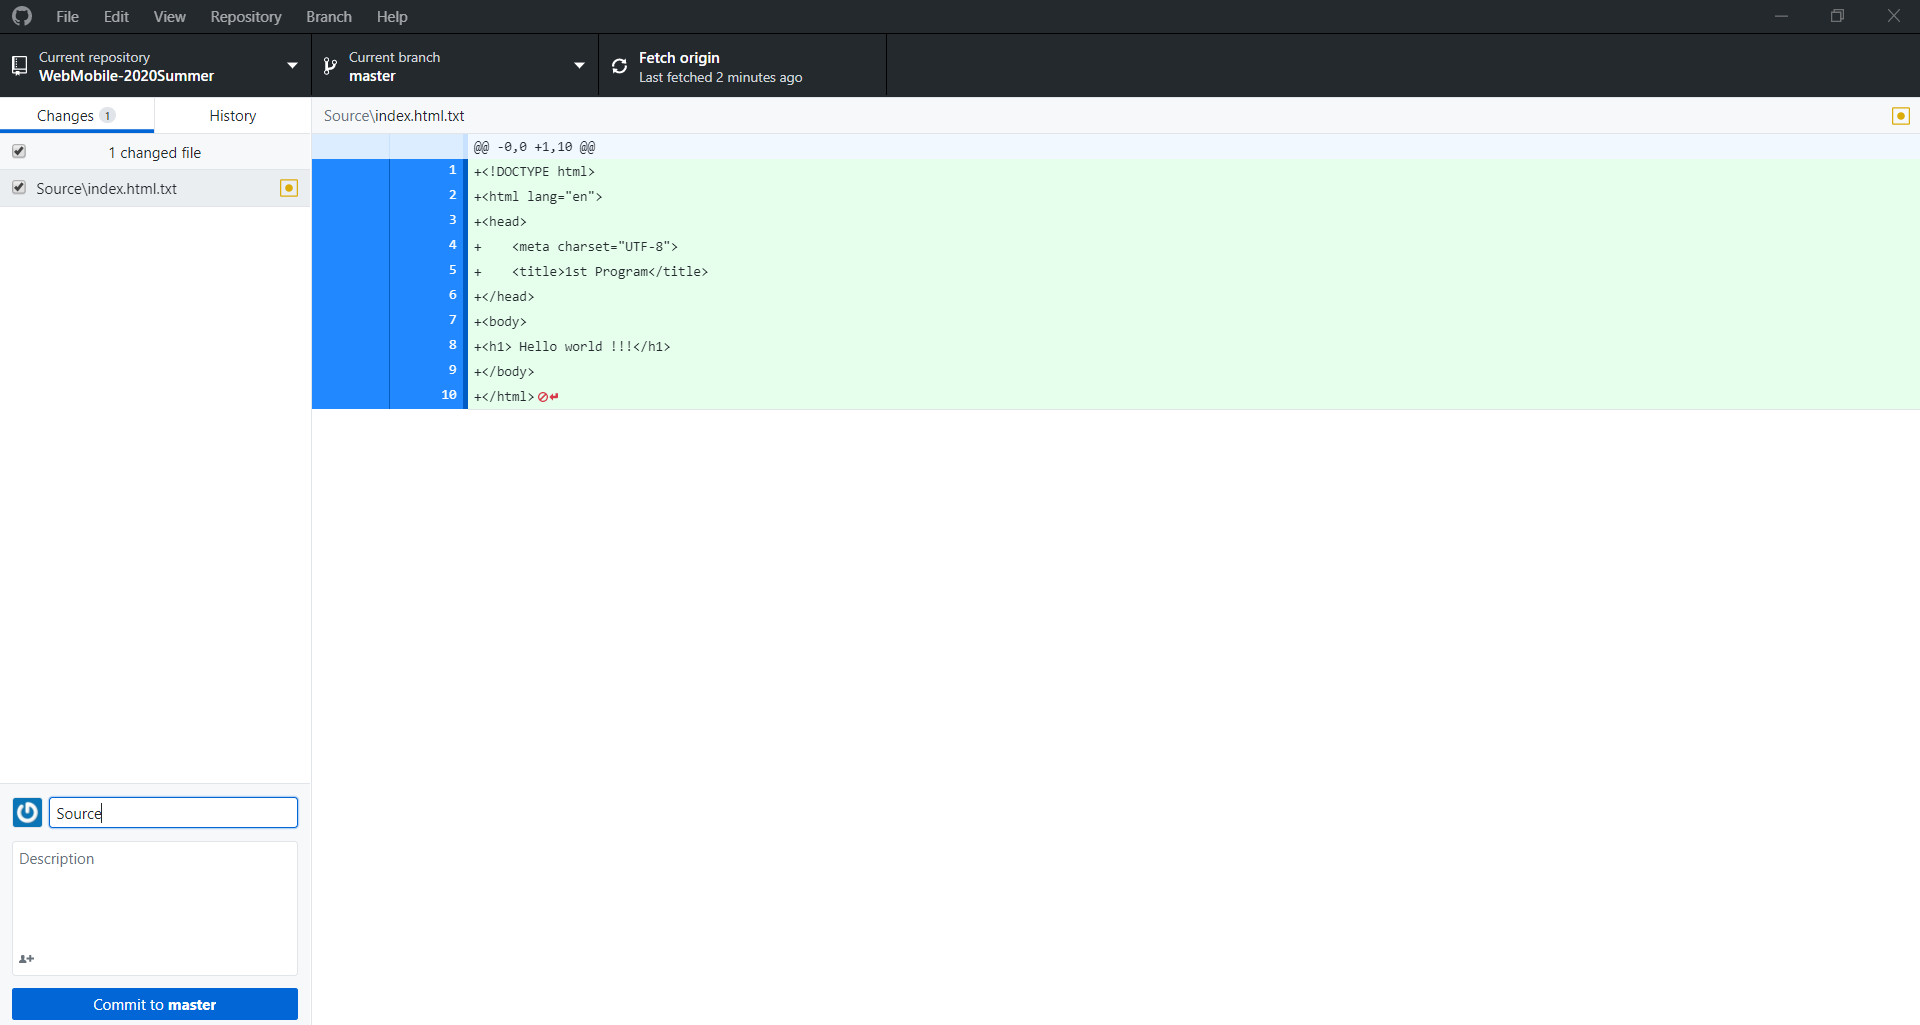 File Edit View Repository Branch Help
Current repository
WebMobile-2020Summer
Current branch
master
Fetch origin
Last fetched 2 minutes ago
Changes 1
History
1 changed file
Source\index.html.txt
Source\index.html.txt
@@ -0,0 +1,10 @@
1 +<!DOCTYPE html>
2 +<html lang="en">
3 +<head>
4 +    <meta charset="UTF-8">
5 +    <title>1st Program</title>
6 +</head>
7 +<body>
8 +<h1> Hello world !!!</h1>
9 +</body>
10 +</html>
Source
Description
Commit to master